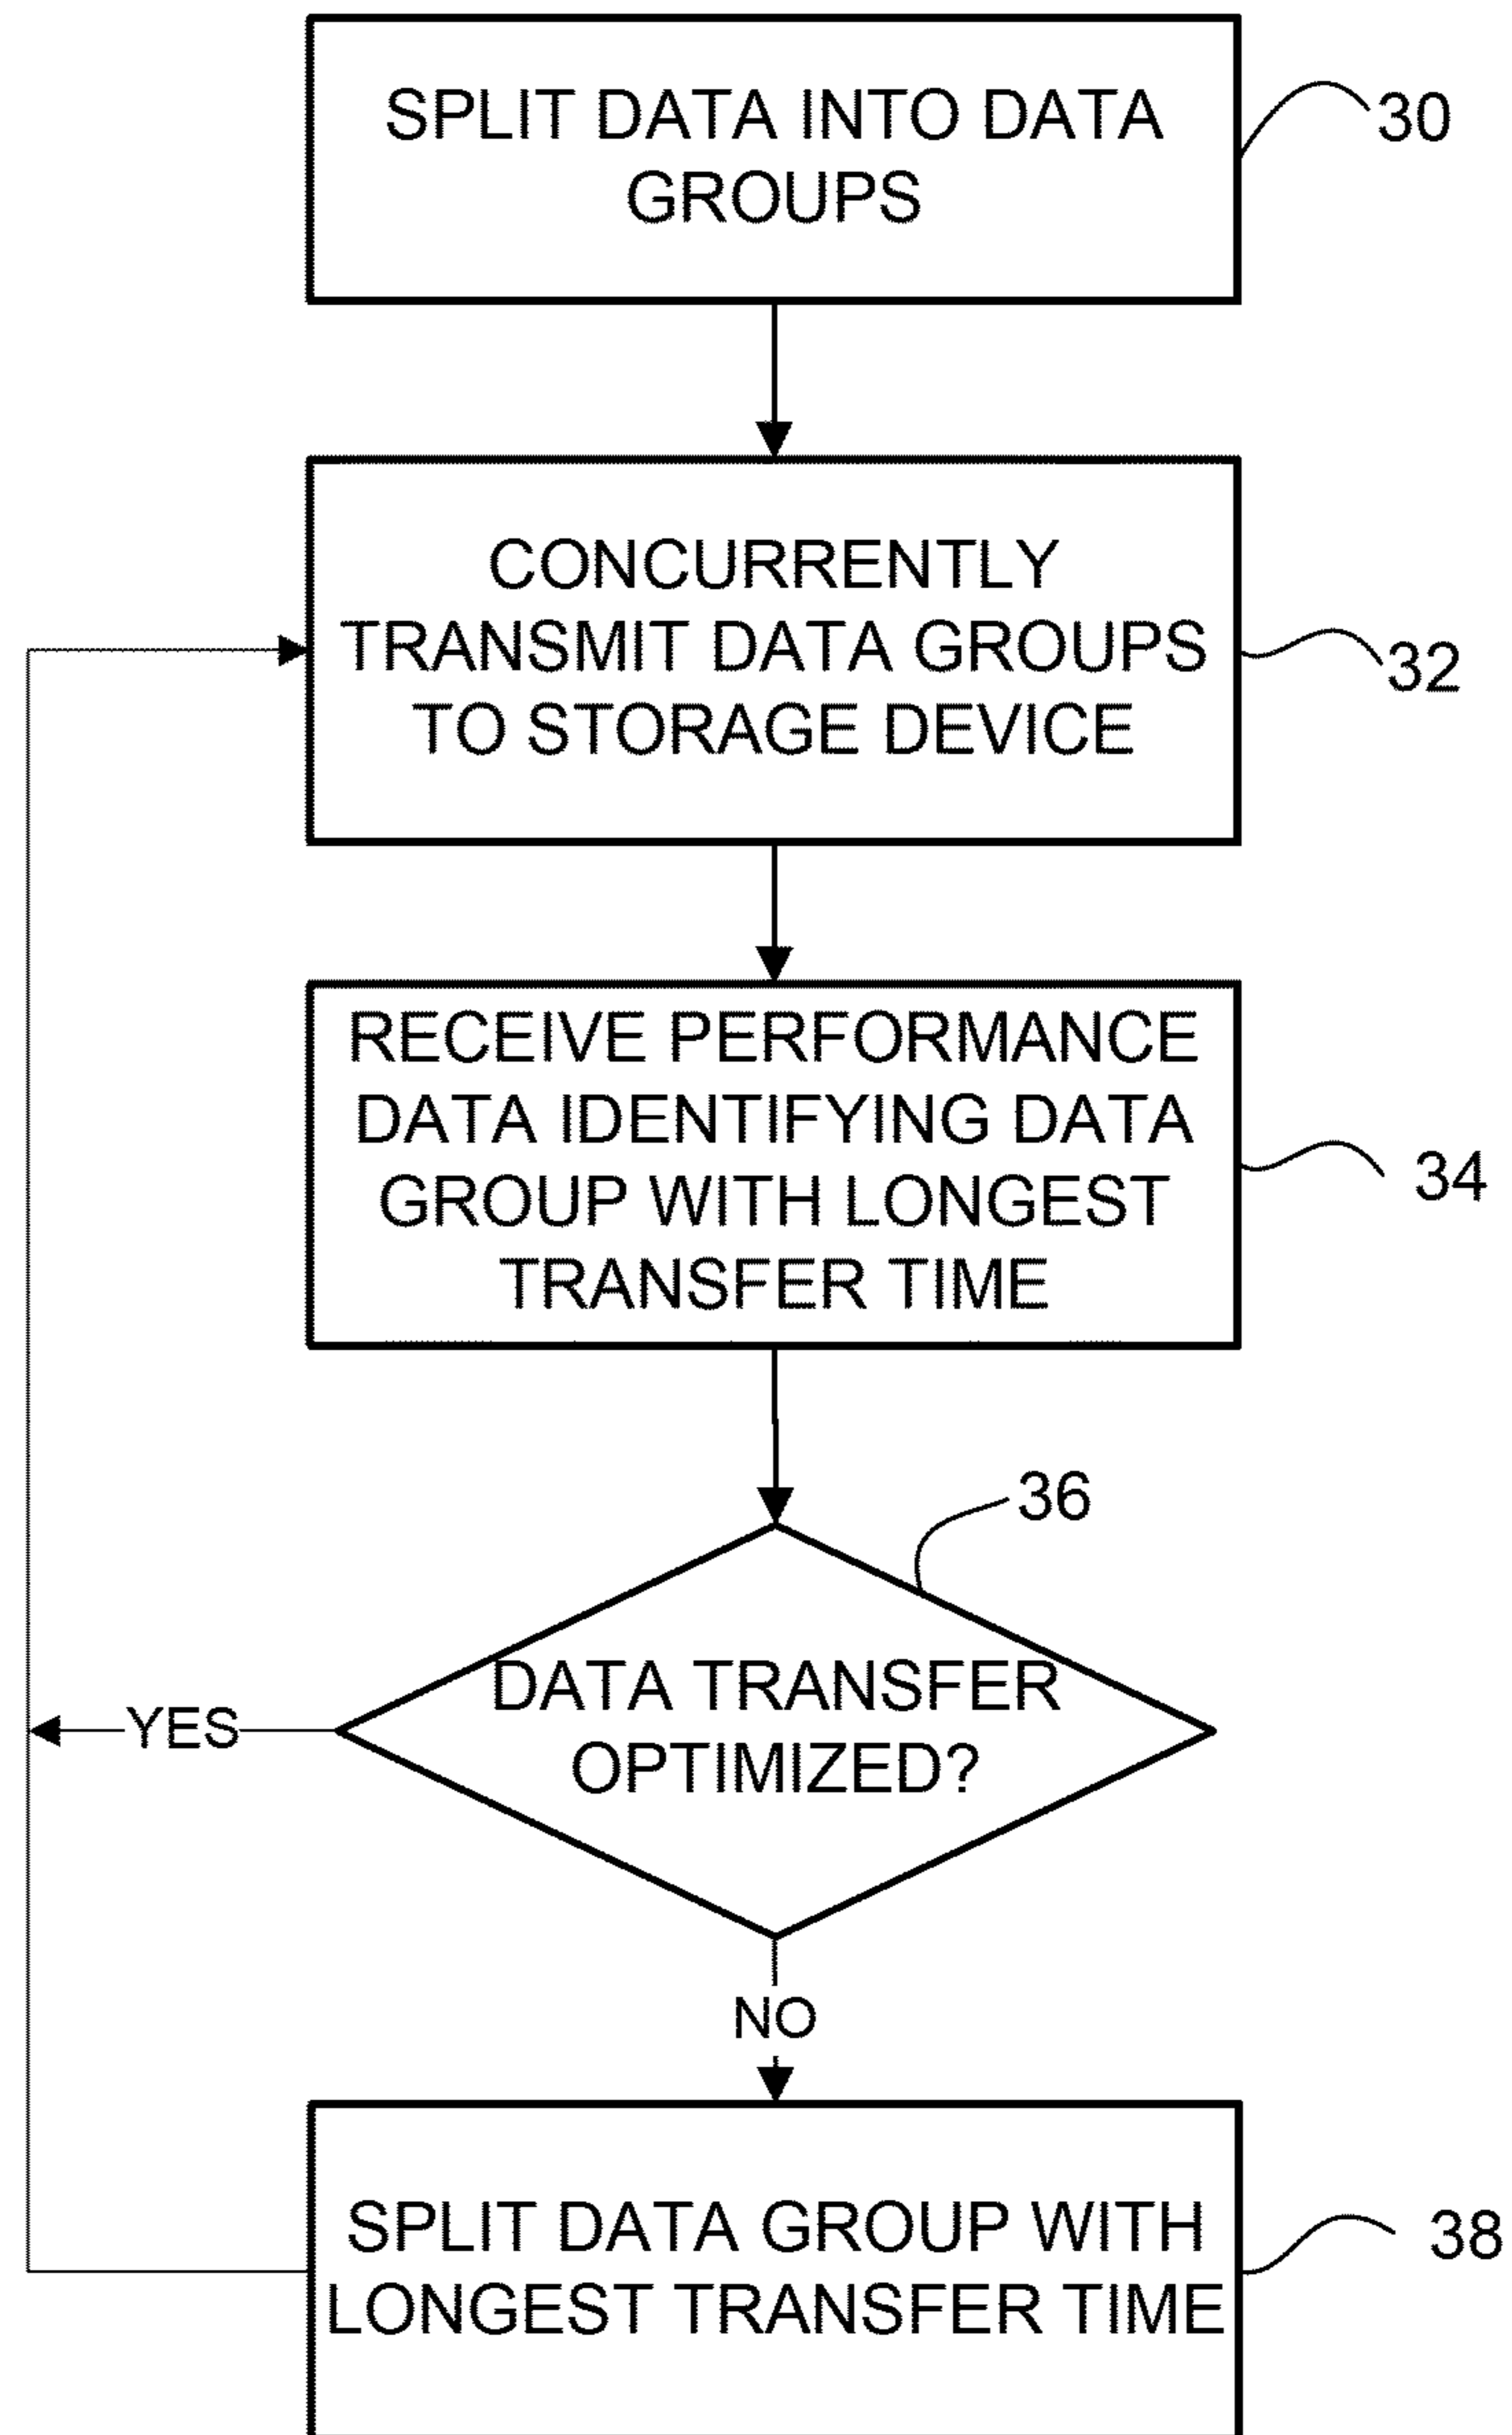 SPLIT DATA INTO DATA
GROUPS
30
CONCURRENTLY
TRANSMIT DATA GROUPS
TO STORAGE DEVICE
32
RECEIVE PERFORMANCE
DATA IDENTIFYING DATA
GROUP WITH LONGEST
TRANSFER TIME
34
36
DATA TRANSFER
OPTIMIZED?
YES
NO
SPLIT DATA GROUP WITH
LONGEST TRANSFER TIME
38